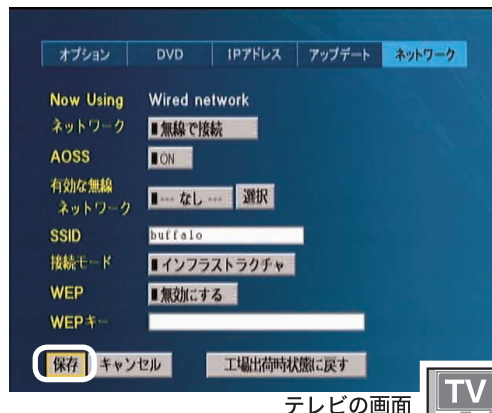 オプション DVD IPアドレス アップデート ネットワーク
Now Using Wired network
ネットワーク 無線で接続
AOSS ON
有効な無線
ネットワーク --- なし --- 選択
SSID buffalo
接続モード インフラストラクチャ
WEP 無効にする
WEPキー
保存 キャンセル 工場出荷時状態に戻す
テレビの画面 TV